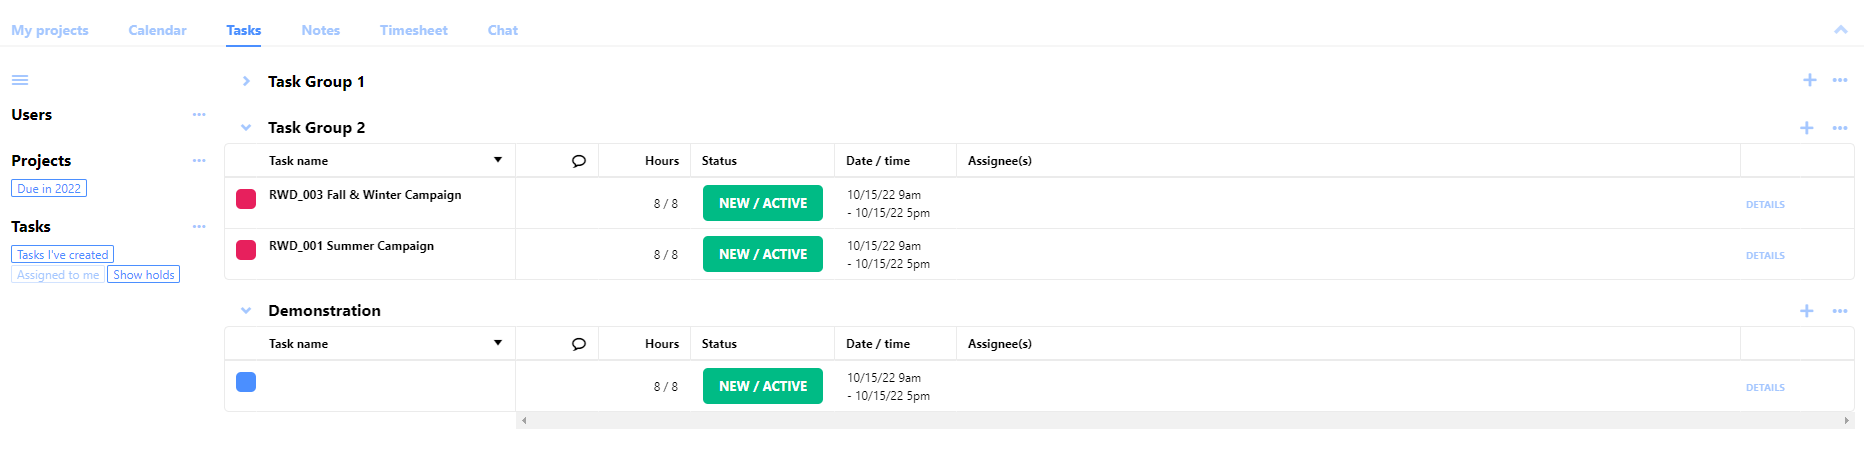 My projects Calendar Tasks Notes Timesheet Chat
Users
Projects
Due in 2022
Tasks
Tasks I've created
Assigned to me Show holds
Task Group 1
Task Group 2
Task name Hours Status Date / time Assignee(s)
RWD_003 Fall & Winter Campaign 8 / 8 NEW / ACTIVE 10/15/22 9am
- 10/15/22 5pm DETAILS
RWD_001 Summer Campaign 8 / 8 NEW / ACTIVE 10/15/22 9am
- 10/15/22 5pm DETAILS
Demonstration
Task name Hours Status Date / time Assignee(s)
8 / 8 NEW / ACTIVE 10/15/22 9am
- 10/15/22 5pm DETAILS